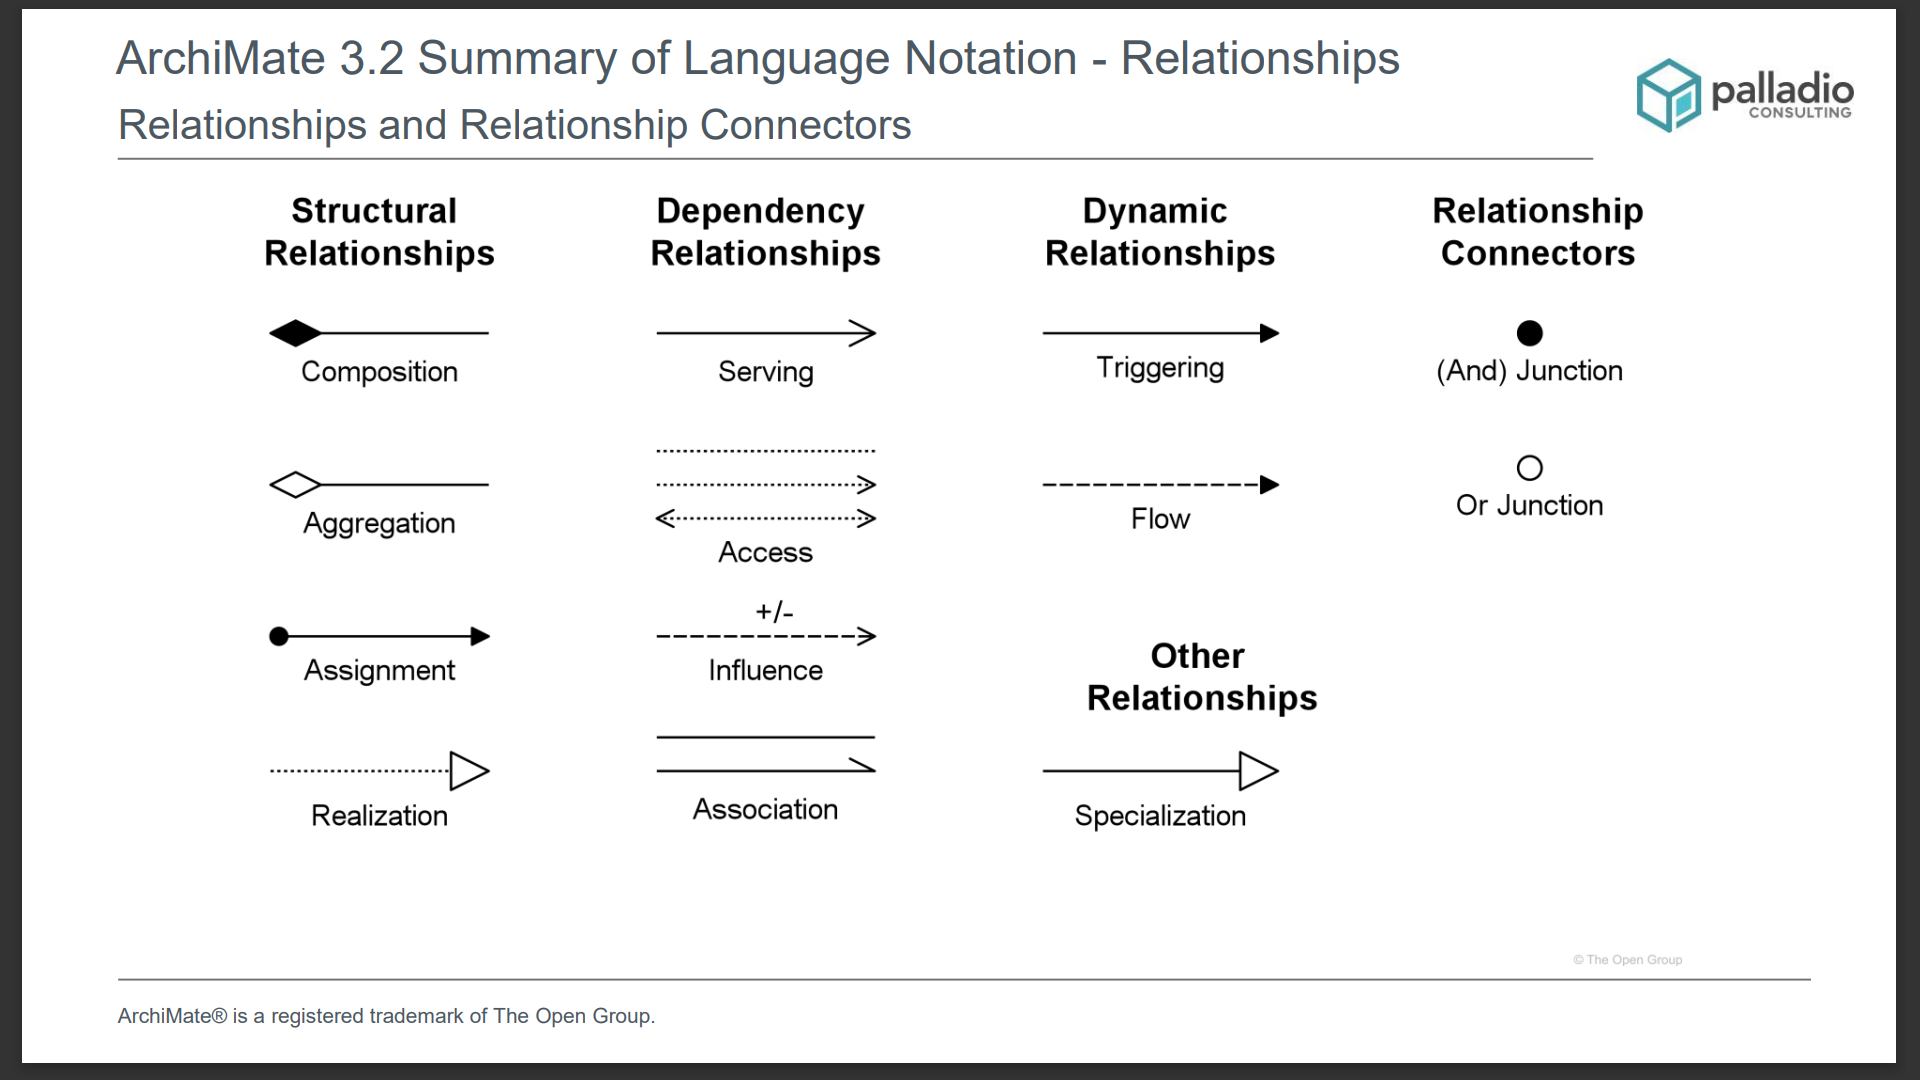 ArchiMate 3.2 Summary of Language Notation - Relationships
Relationships and Relationship Connectors
palladio
CONSULTING
Structural
Relationships
Composition
Aggregation
Assignment
Realization
Dependency
Relationships
Serving
Access
+/-
Influence
Association
Dynamic
Relationships
Triggering
Flow
Other
Relationships
Specialization
Relationship
Connectors
(And) Junction
Or Junction
© The Open Group
ArchiMate® is a registered trademark of The Open Group.